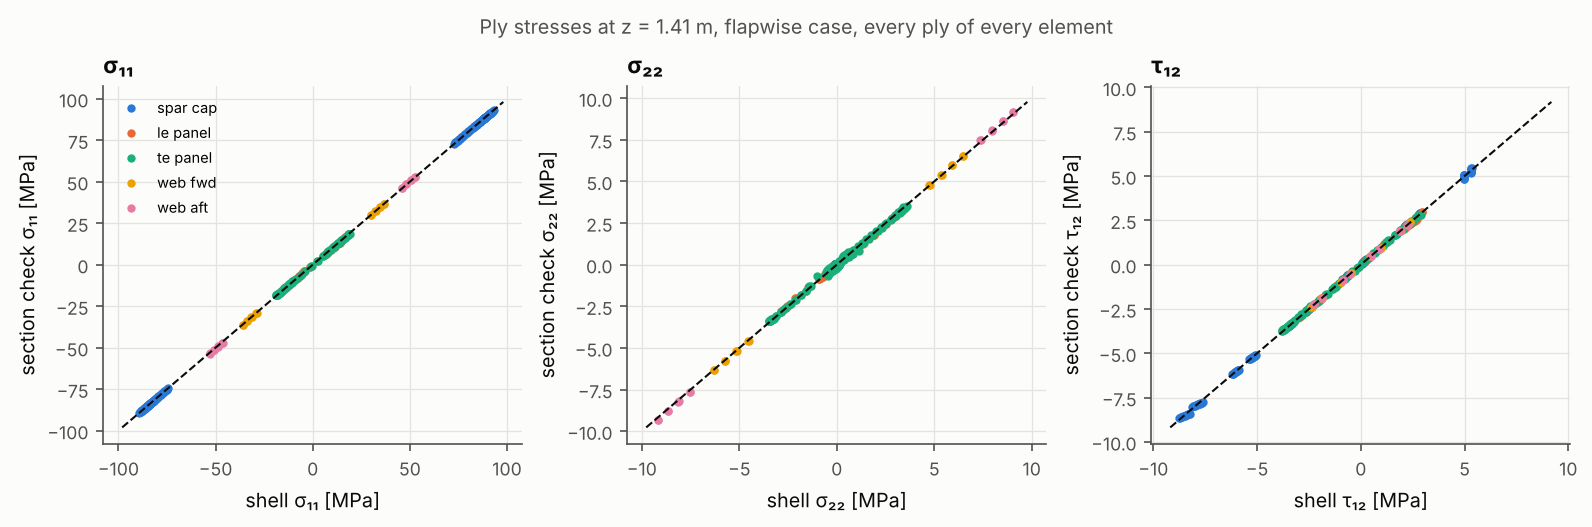 Ply stresses at z = 1.41 m, flapwise case, every ply of every element
σ₁₁
100
75
50
25
0
−25
−50
−75
−100
−100
−50
0
50
100
section check σ₁₁ [MPa]
shell σ₁₁ [MPa]
spar cap
le panel
te panel
web fwd
web aft
σ₂₂
10.0
7.5
5.0
2.5
0.0
−2.5
−5.0
−7.5
−10.0
−10
−5
0
5
10
section check σ₂₂ [MPa]
shell σ₂₂ [MPa]
τ₁₂
10.0
7.5
5.0
2.5
0.0
−2.5
−5.0
−7.5
−10.0
−10
−5
0
5
10
section check τ₁₂ [MPa]
shell τ₁₂ [MPa]